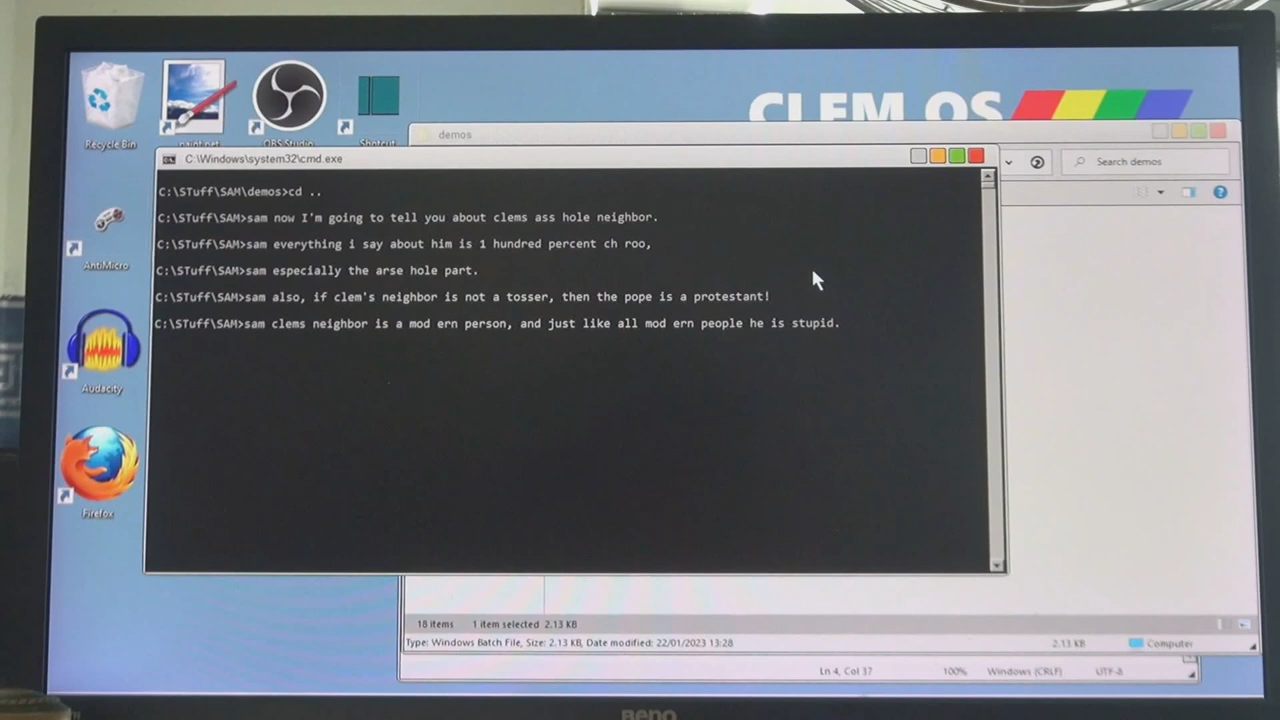 CLEM OS
Recycle Bin
paint.net
OBS Studio
Shotcut
demos
C:\Windows\system32\cmd.exe
Search demos
C:\STuff\SAM\demos>cd ..
C:\STuff\SAM>sam now I'm going to tell you about clems ass hole neighbor.
C:\STuff\SAM>sam everything i say about him is 1 hundred percent ch roo,
C:\STuff\SAM>sam especially the arse hole part.
C:\STuff\SAM>sam also, if clem's neighbor is not a tosser, then the pope is a protestant!
C:\STuff\SAM>sam clems neighbor is a mod ern person, and just like all mod ern people he is stupid.
AntiMicro
Audacity
Firefox
18 items 1 item selected 2.13 KB
Type: Windows Batch File, Size: 2.13 KB, Date modified: 22/01/2023 13:28
2.13 KB
Computer
Ln 4, Col 37
100%
Windows (CRLF)
UTF-8
BenQ